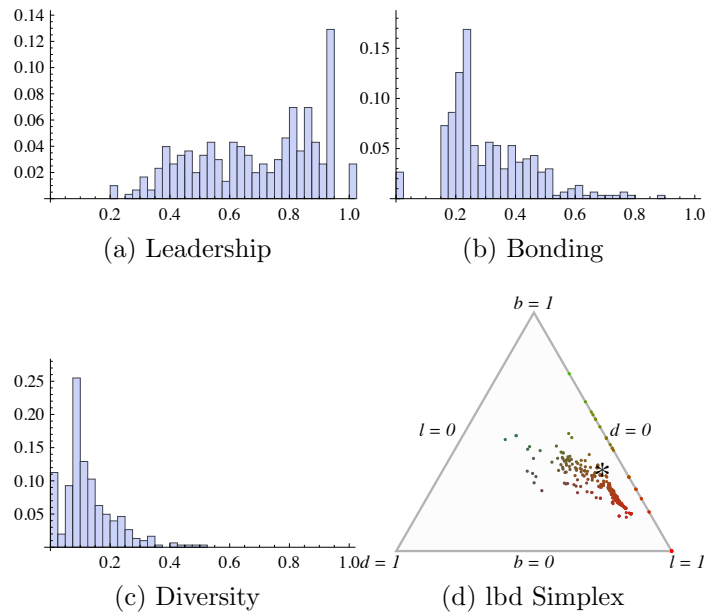 0.14
0.12
0.10
0.08
0.06
0.04
0.02
0.2 0.4 0.6 0.8 1.0
(a) Leadership
0.15
0.10
0.05
0.2 0.4 0.6 0.8 1.0
(b) Bonding
0.25
0.20
0.15
0.10
0.05
0.2 0.4 0.6 0.8 1.0
(c) Diversity
b = 1
l = 0
d = 0
*
d = 1
b = 0
l = 1
(d) lbd Simplex